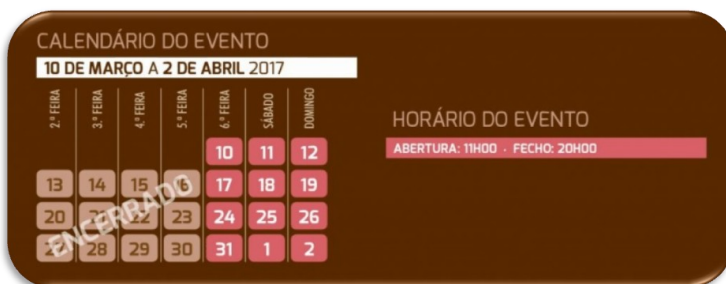 CALENDÁRIO DO EVENTO
10 DE MARÇO A 2 DE ABRIL 2017
2.ª FEIRA 3.ª FEIRA 4.ª FEIRA 5.ª FEIRA 6.ª FEIRA SÁBADO DOMINGO
10 11 12
13 14 15 16 17 18 19
20 21 22 23 24 25 26
27 28 29 30 31 1 2
ENCERRADO
HORÁRIO DO EVENTO
ABERTURA: 11H00 · FECHO: 20H00